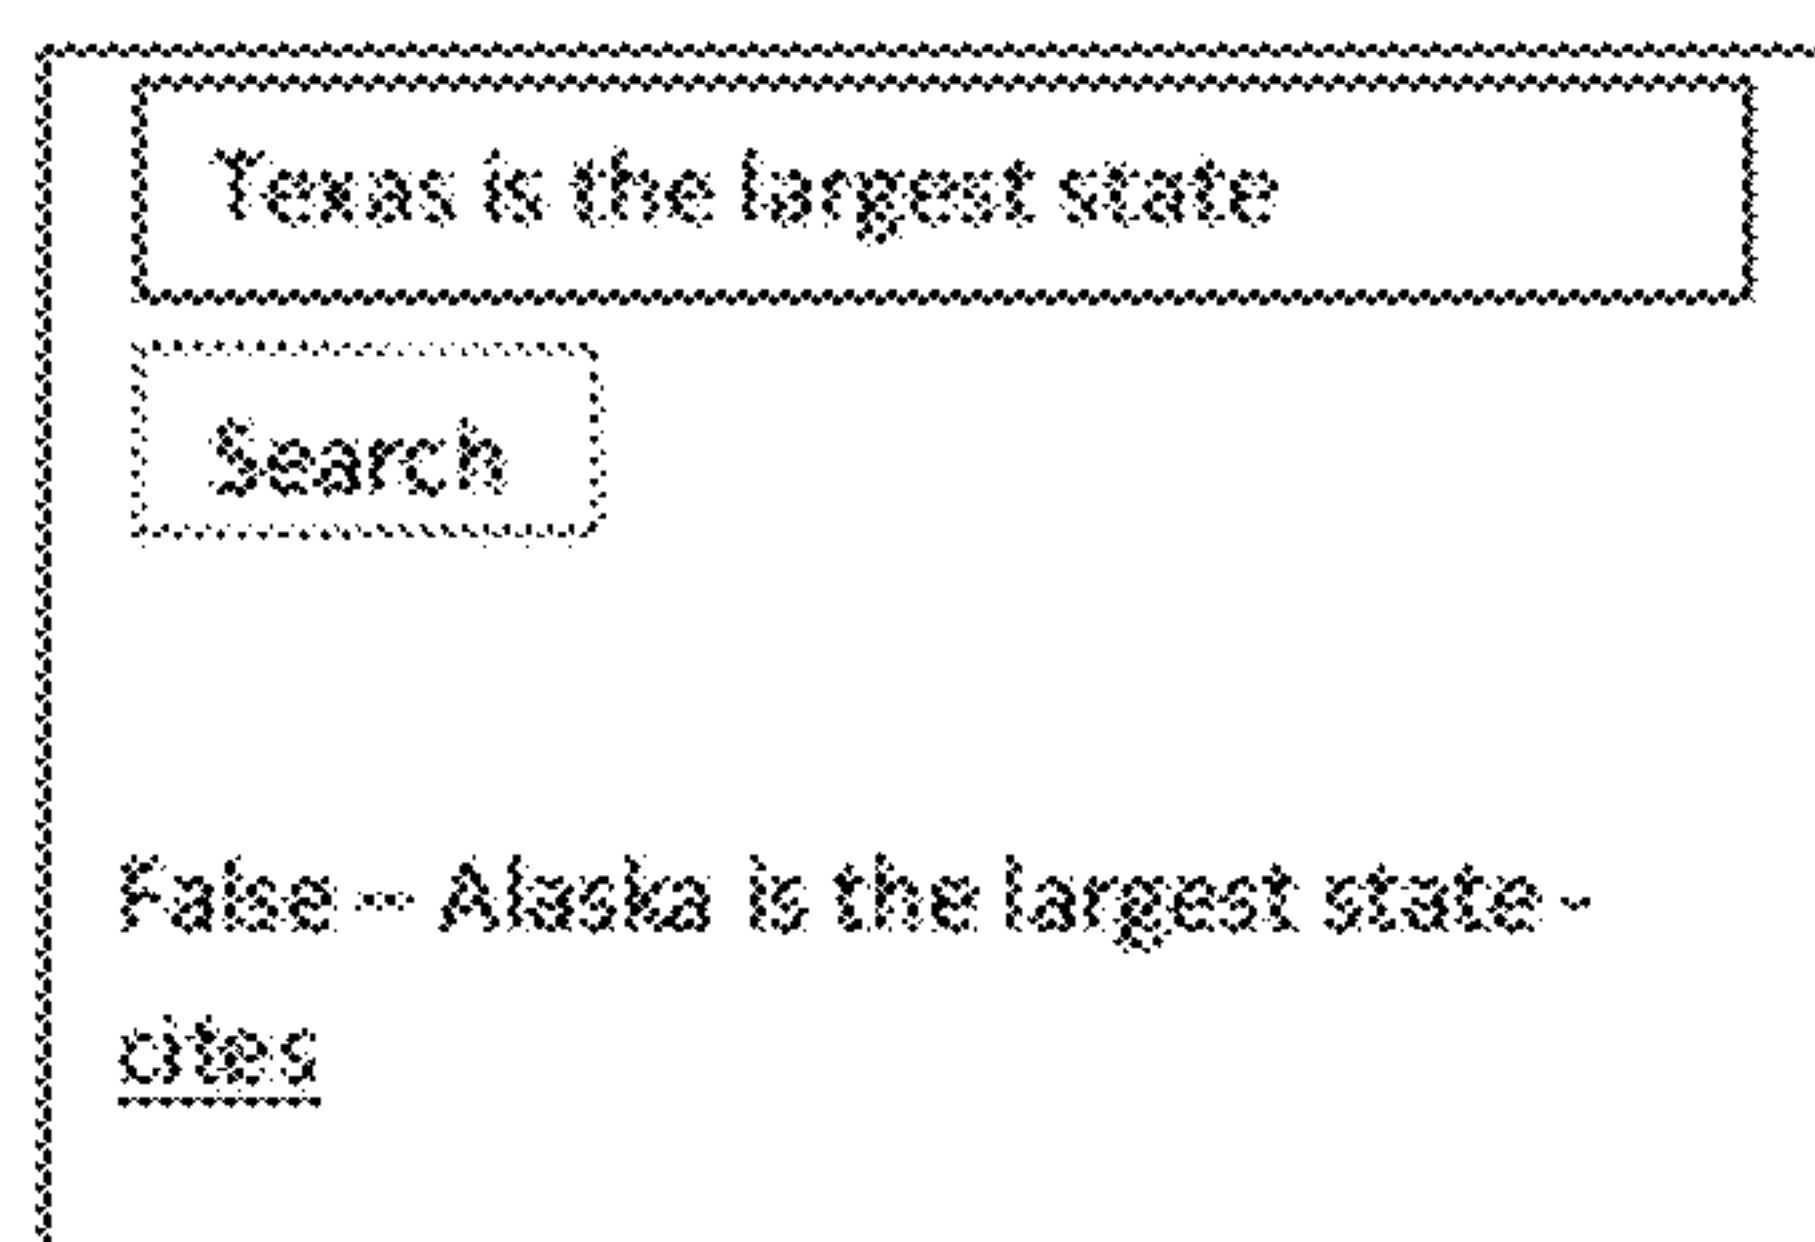 Texas is the largest state
Search
False -- Alaska is the largest state -
cites